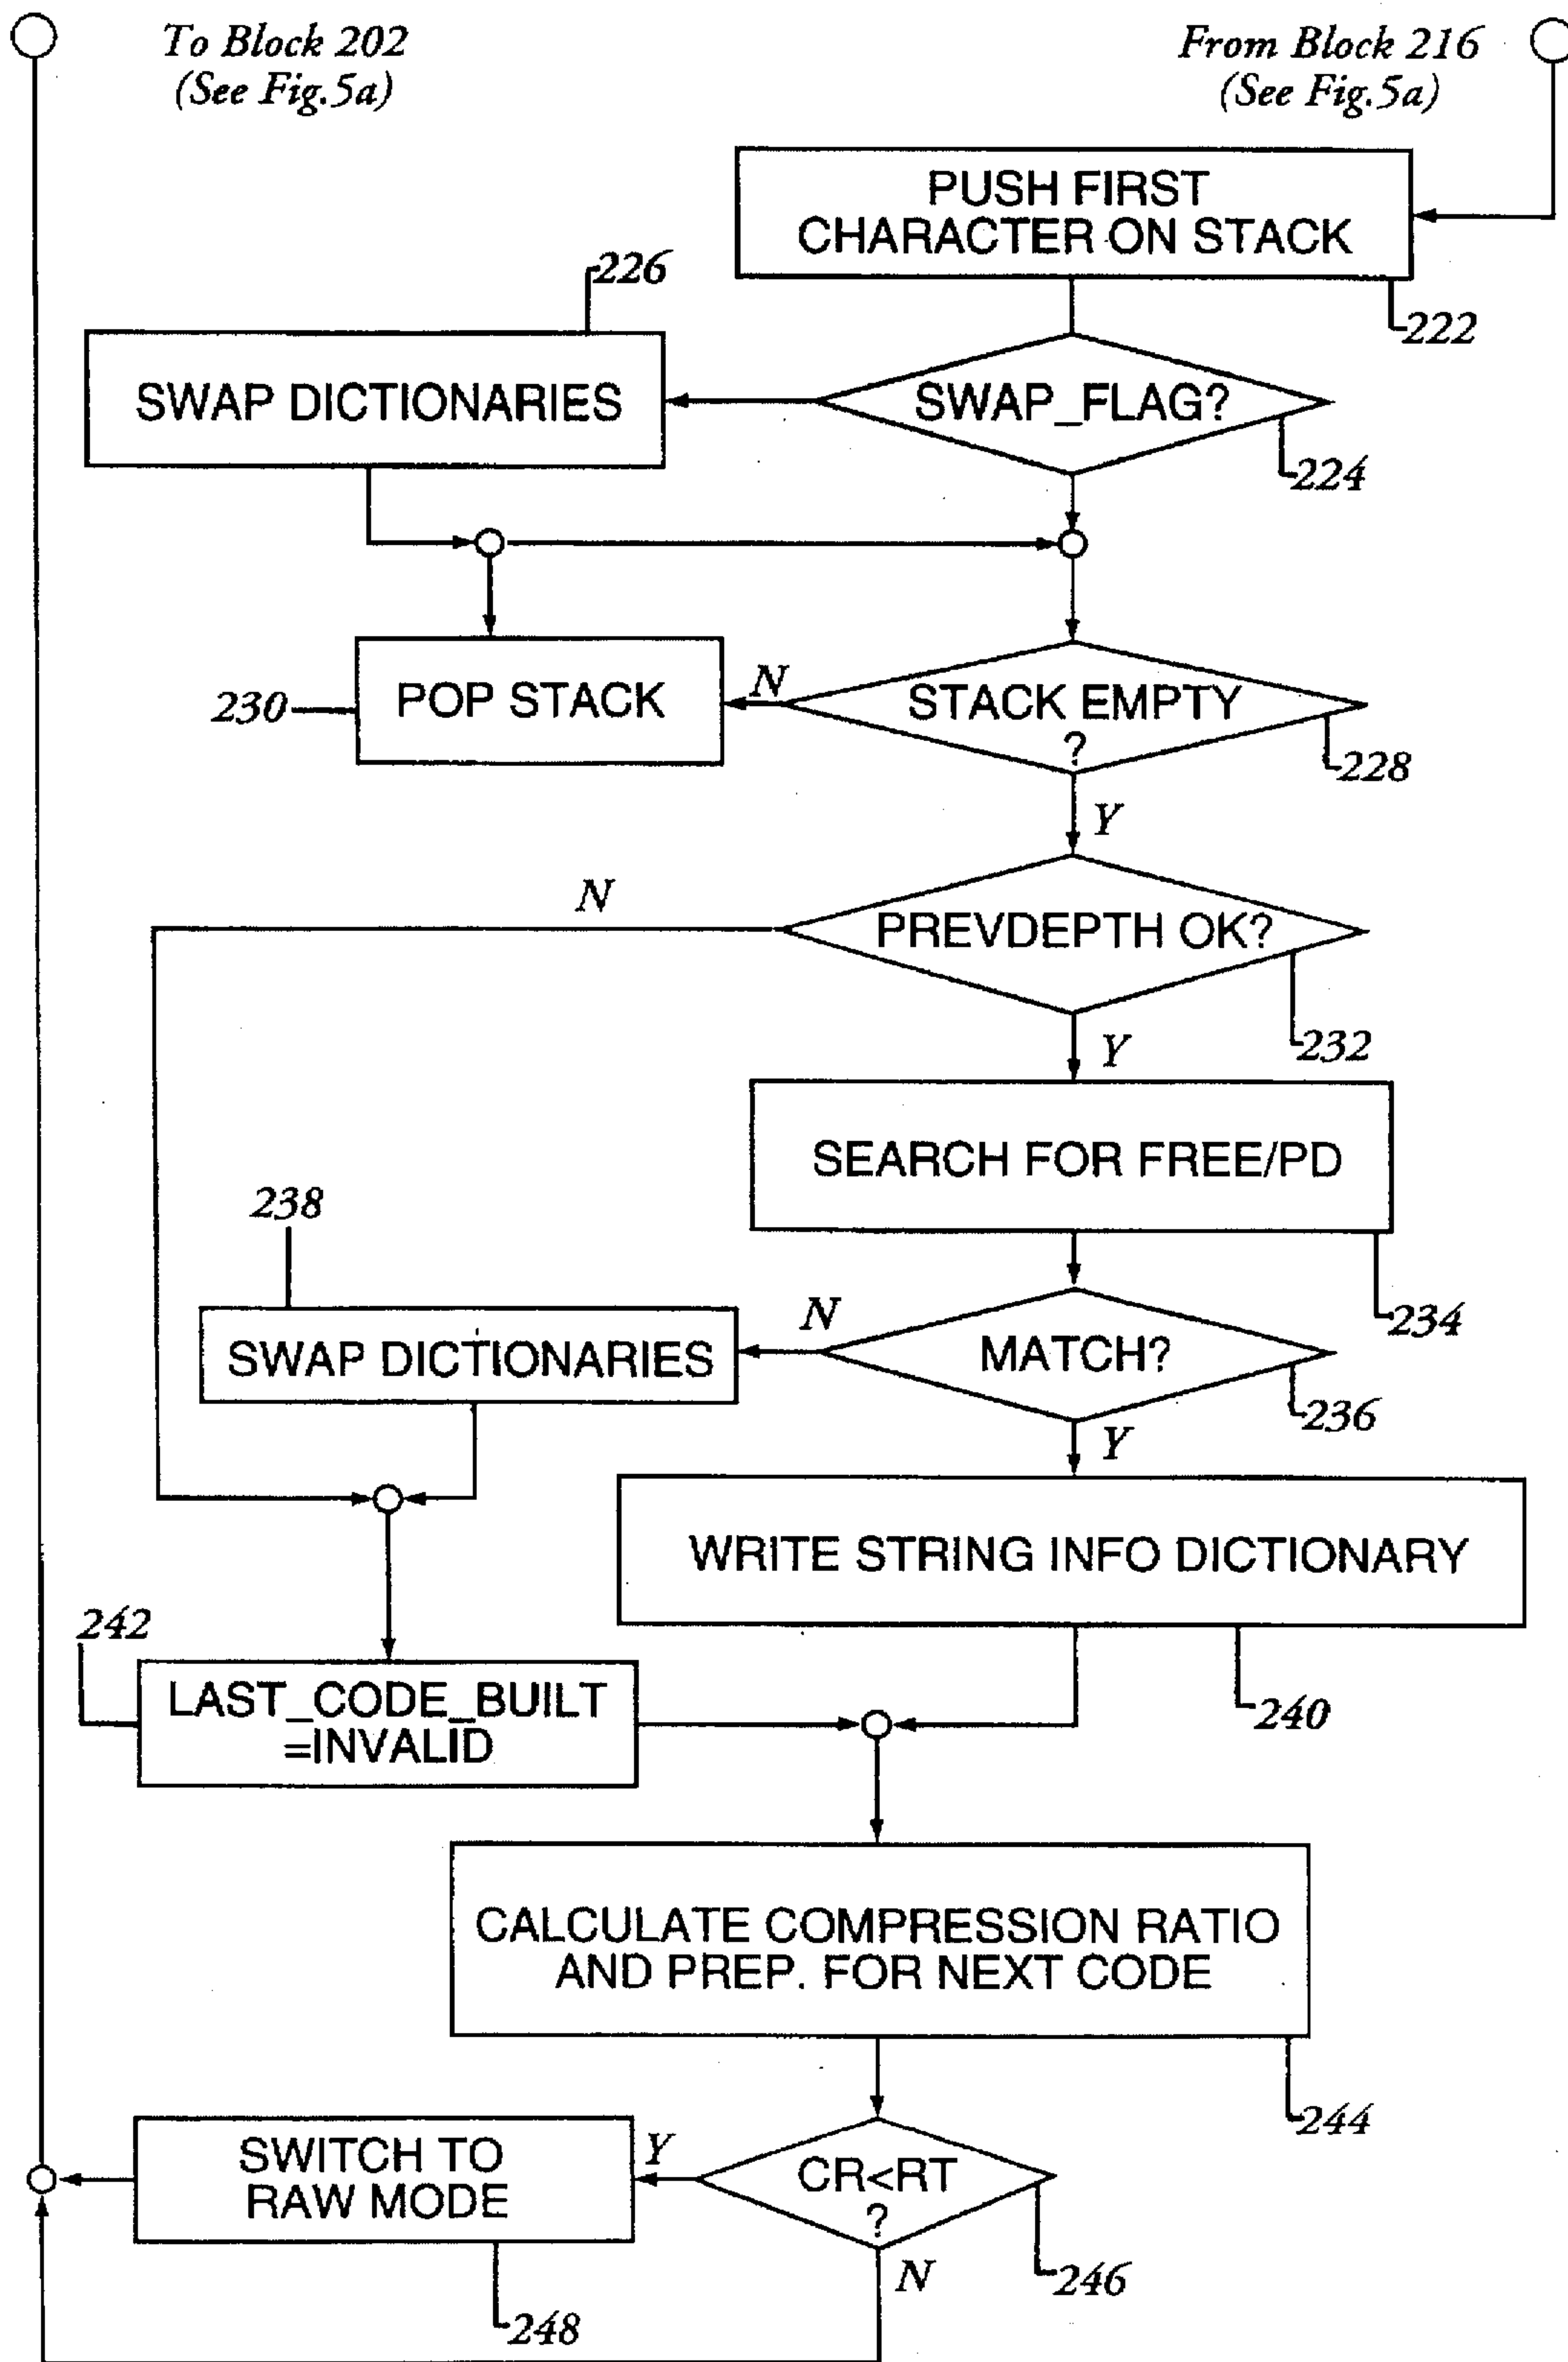 To Block 202
(See Fig.5a)
From Block 216
(See Fig.5a)
PUSH FIRST
CHARACTER ON STACK
222
226
SWAP DICTIONARIES
SWAP_FLAG?
224
230
POP STACK
N
STACK EMPTY
?
228
Y
N
PREVDEPTH OK?
232
Y
SEARCH FOR FREE/PD
234
238
SWAP DICTIONARIES
N
MATCH?
236
Y
WRITE STRING INFO DICTIONARY
240
242
LAST_CODE_BUILT
=INVALID
CALCULATE COMPRESSION RATIO
AND PREP. FOR NEXT CODE
244
SWITCH TO
RAW MODE
Y
CR<RT
?
246
N
248